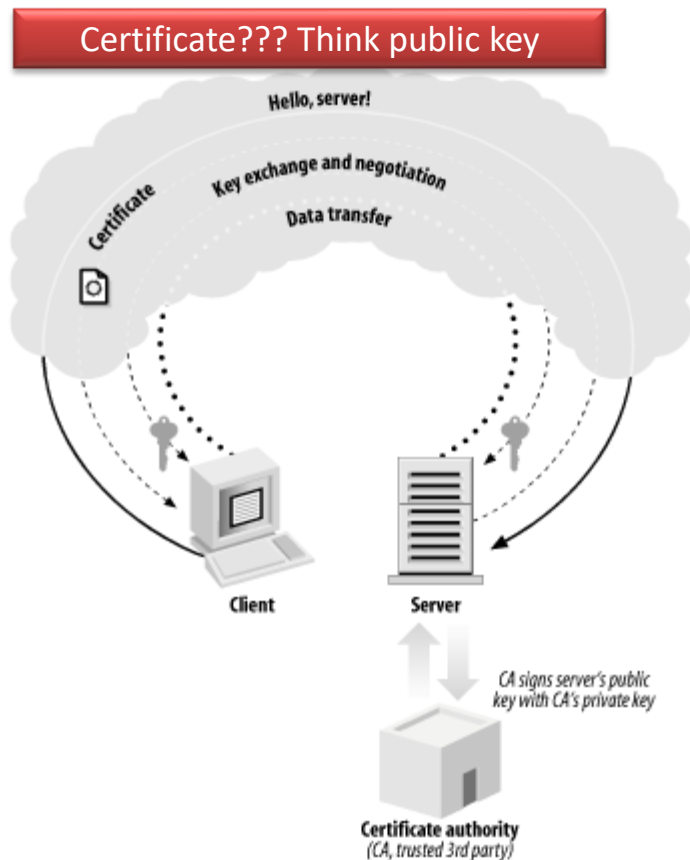 Certificate??? Think public key
Hello, server!
Certificate
Key exchange and negotiation
Data transfer
Client
Server
CA signs server's public
key with CA's private key
Certificate authority
(CA, trusted 3rd party)